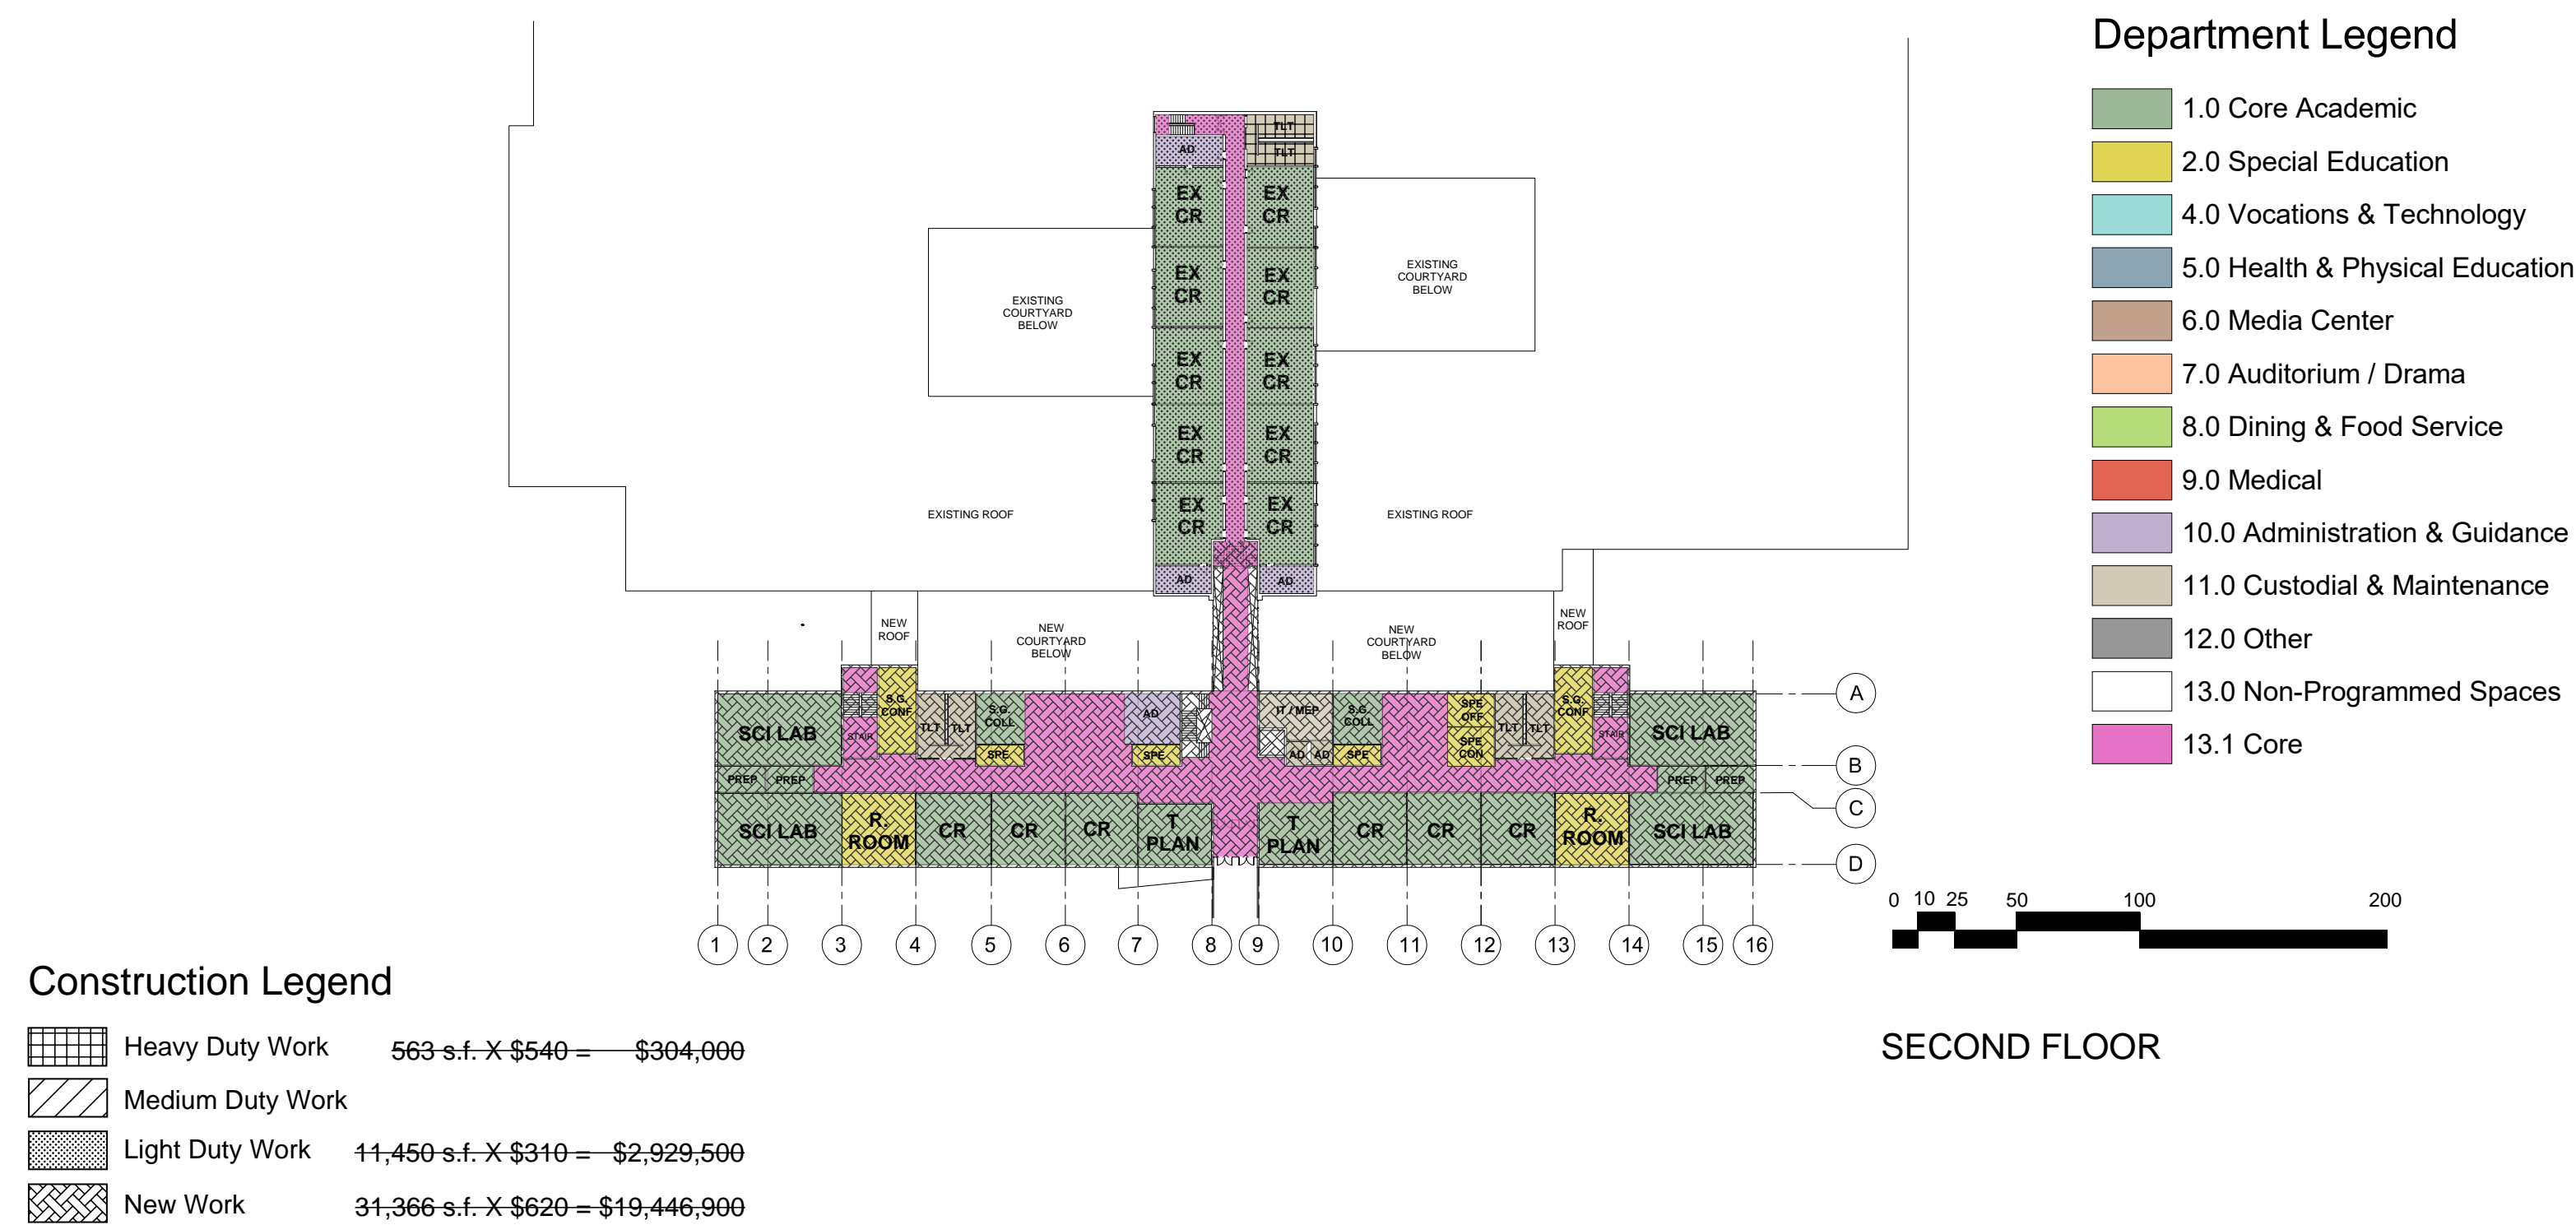 Department Legend
1.0 Core Academic
2.0 Special Education
4.0 Vocations & Technology
5.0 Health & Physical Education
6.0 Media Center
7.0 Auditorium / Drama
8.0 Dining & Food Service
9.0 Medical
10.0 Administration & Guidance
11.0 Custodial & Maintenance
12.0 Other
13.0 Non-Programmed Spaces
13.1 Core
TLT
AD
TLT
EX
CR
EX
CR
EX
CR
EX
CR
EX
CR
EX
CR
EX
CR
EX
CR
EX
CR
EX
CR
AD
AD
EXISTING
COURTYARD
BELOW
EXISTING
COURTYARD
BELOW
EXISTING ROOF
EXISTING ROOF
NEW
ROOF
NEW
COURTYARD
BELOW
NEW
COURTYARD
BELOW
NEW
ROOF
SCI LAB
STAIR
S.G.
CONF
TLT
TLT
S.G.
COLL
SPE
AD
SPE
IT / MEP
AD
AD
S.G.
COLL
SPE
SPE
OFF
SPE
CON
TLT
TLT
S.G.
CONF
STAIR
SCI LAB
PREP
PREP
PREP
PREP
SCI LAB
R.
ROOM
CR
CR
CR
T
PLAN
T
PLAN
CR
CR
CR
R.
ROOM
SCI LAB
A
B
C
D
1 2 3 4 5 6 7 8 9 10 11 12 13 14 15 16
0 10 25 50 100 200
SECOND FLOOR
Construction Legend
Heavy Duty Work 563 s.f. X $540 = $304,000
Medium Duty Work
Light Duty Work 11,450 s.f. X $310 = $2,929,500
New Work 31,366 s.f. X $620 = $19,446,900